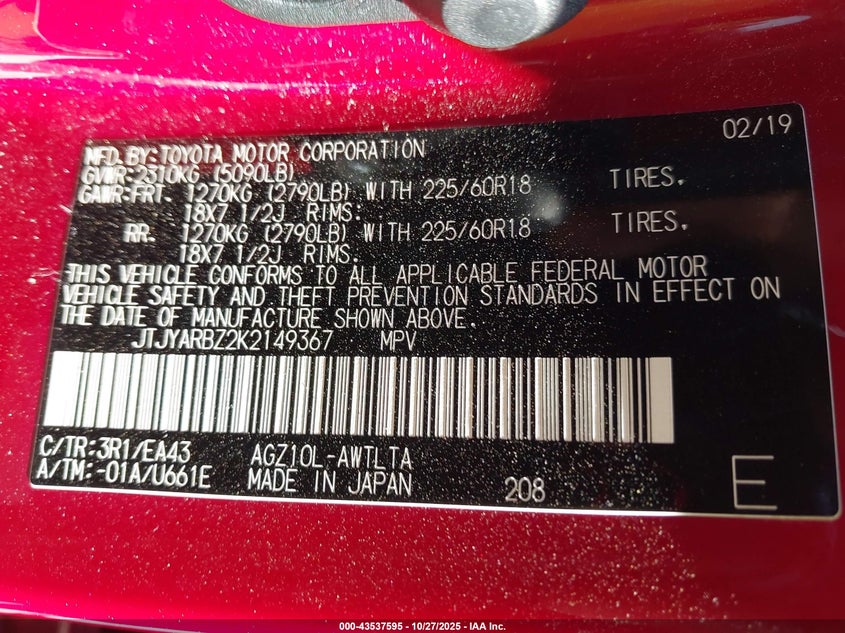 02/19
MFD. BY: TOYOTA MOTOR CORPORATION
GVWR: 2310KG (5090LB)
GAWR: FRT. 1270KG (2790LB) WITH 225/60R18 TIRES.
18X7 1/2J RIMS.
RR. 1270KG (2790LB) WITH 225/60R18 TIRES.
18X7 1/2J RIMS.
THIS VEHICLE CONFORMS TO ALL APPLICABLE FEDERAL MOTOR
VEHICLE SAFETY AND THEFT PREVENTION STANDARDS IN EFFECT ON
THE DATE OF MANUFACTURE SHOWN ABOVE.
JTJYARBZ2K2149367 MPV
C/TR: 3R1/EA43 AGZ10L-AWTLTA
A/TM: -01A/U661E MADE IN JAPAN 208 E
000-43537595 - 10/27/2025 - IAA Inc.